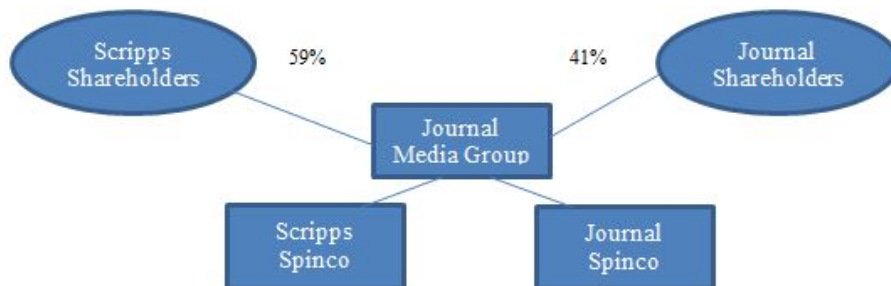 Scripps
Shareholders
59%
41%
Journal
Shareholders
Journal
Media Group
Scripps
Spinco
Journal
Spinco